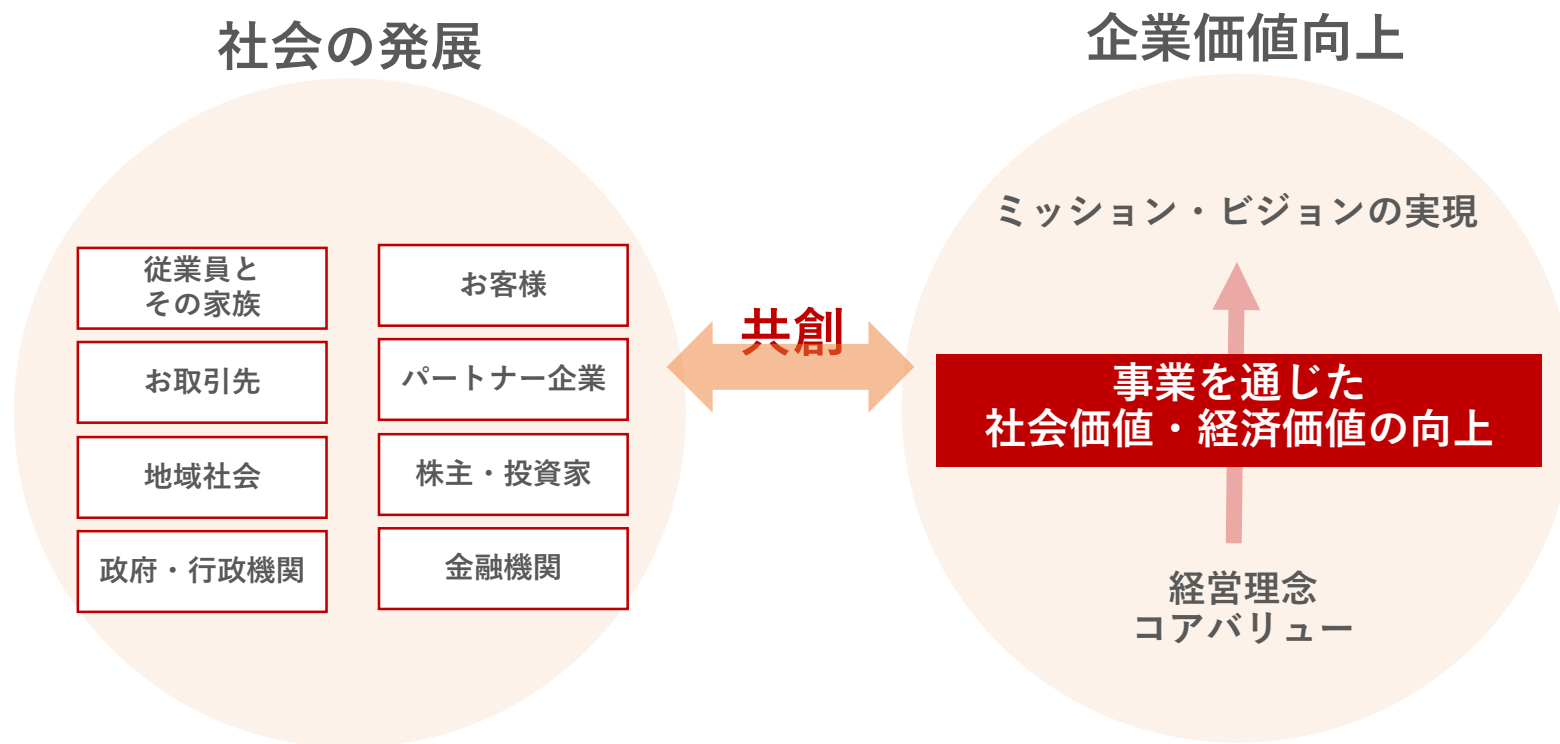 社会の発展
従業員と
その家族
お客様
お取引先
パートナー企業
地域社会
株主・投資家
政府・行政機関
金融機関
共創
企業価値向上
ミッション・ビジョンの実現
事業を通じた
社会価値・経済価値の向上
経営理念
コアバリュー